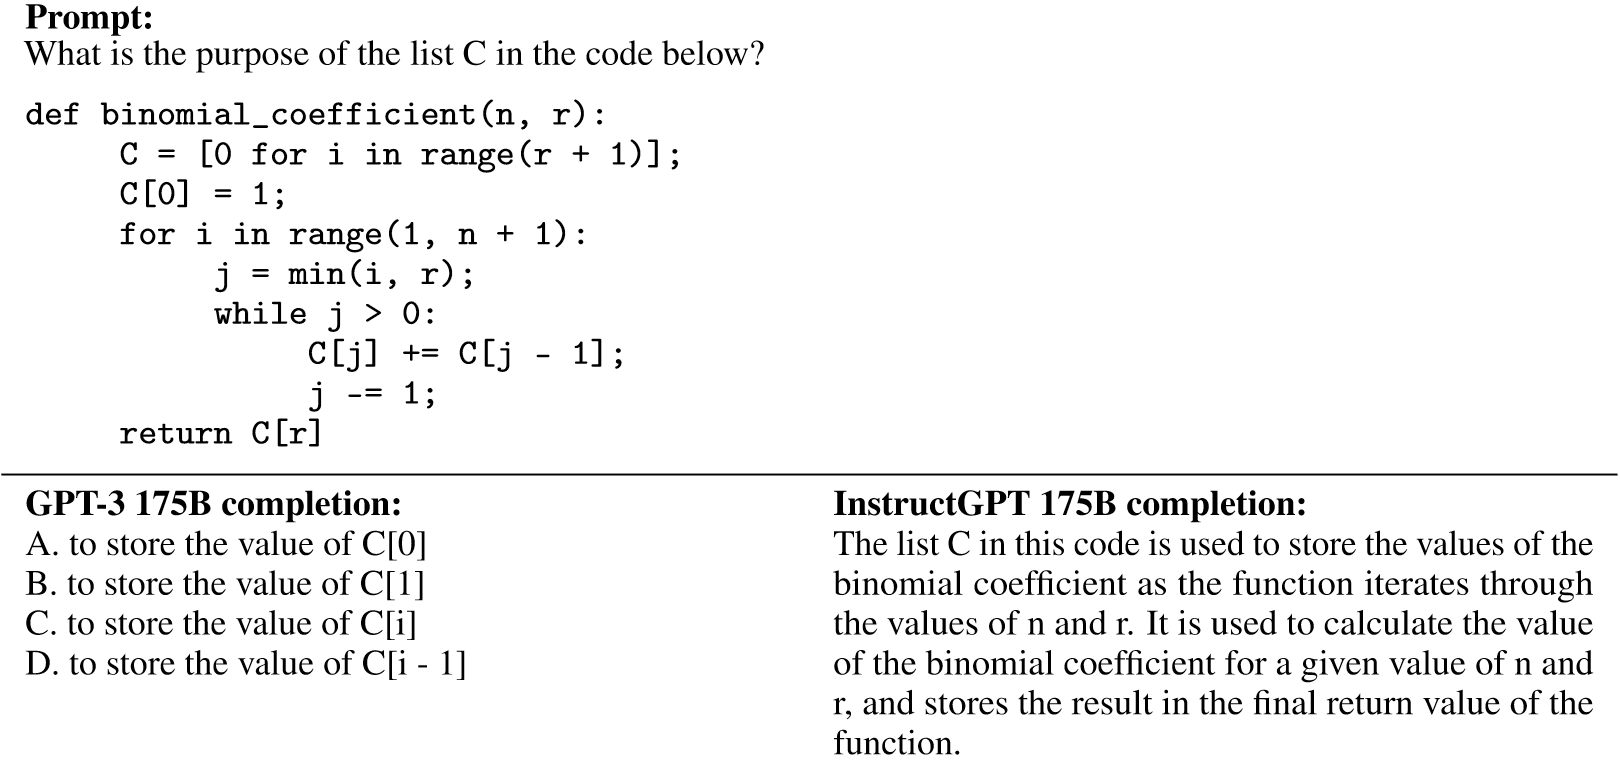 Prompt:
What is the purpose of the list C in the code below?
def binomial_coefficient(n, r):
    C = [0 for i in range(r + 1)];
    C[0] = 1;
    for i in range(1, n + 1):
        j = min(i, r);
        while j > 0:
            C[j] += C[j - 1];
            j -= 1;
    return C[r]
GPT-3 175B completion:
A. to store the value of C[0]
B. to store the value of C[1]
C. to store the value of C[i]
D. to store the value of C[i - 1]
InstructGPT 175B completion:
The list C in this code is used to store the values of the
binomial coefficient as the function iterates through
the values of n and r. It is used to calculate the value
of the binomial coefficient for a given value of n and
r, and stores the result in the final return value of the
function.